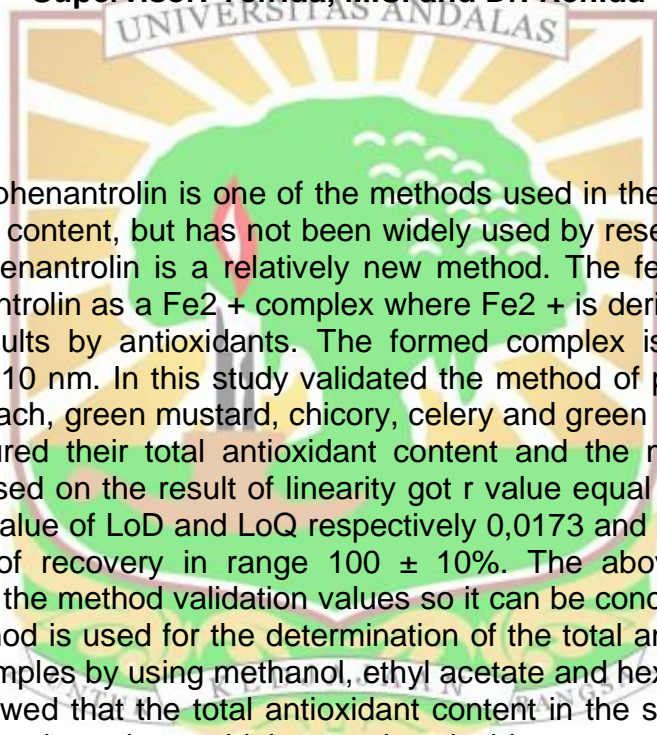 Supervisor:
UNIVERSITAS ANDALAS
ohenantrolin is one of the methods used in the
content, but has not been widely used by rese
enantrolin is a relatively new method. The fe
ntrolin as a Fe2 + complex where Fe2 + is deri
ults by antioxidants. The formed complex is
10 nm. In this study validated the method of p
ach, green mustard, chicory, celery and green
ured their total antioxidant content and the r
sed on the result of linearity got r value equal
alue of LoD and LoQ respectively 0,0173 and
of recovery in range 100 ± 10%. The abov
the method validation values so it can be conc
nod is used for the determination of the total an
mples by using methanol, ethyl acetate and hex
wed that the total antioxidant content in the s